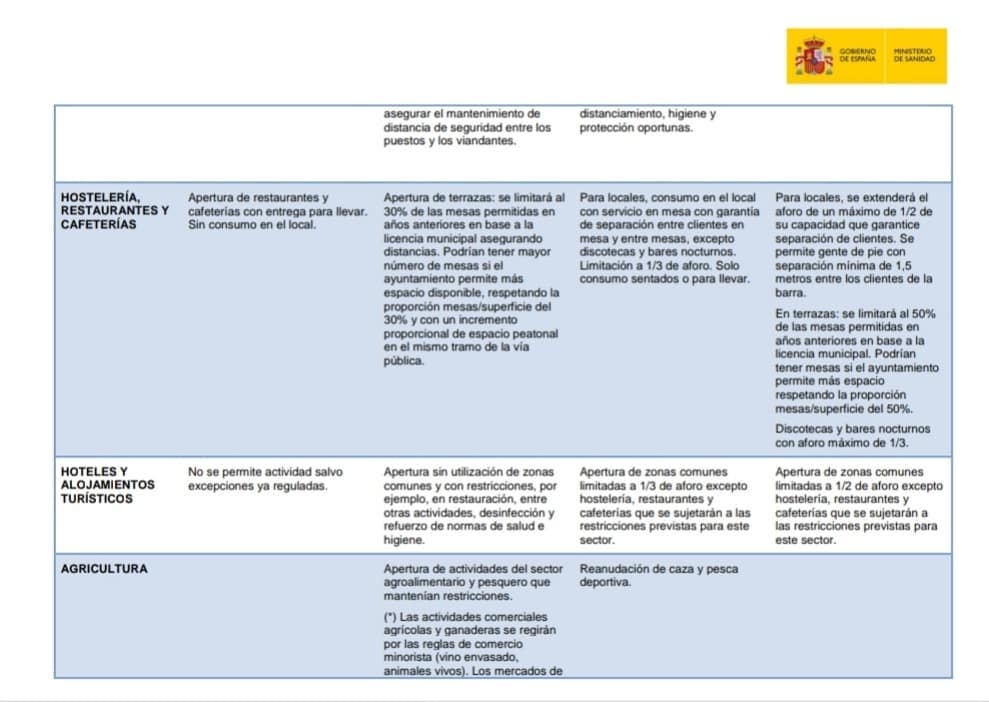 GOBIERNO
DE ESPAÑA
MINISTERIO
DE SANIDAD
asegurar el mantenimiento de
distancia de seguridad entre los
puestos y los viandantes.
distanciamiento, higiene y
protección oportunas.
HOSTELERÍA,
RESTAURANTES Y
CAFETERÍAS
Apertura de restaurantes y
cafeterías con entrega para llevar.
Sin consumo en el local.
Apertura de terrazas: se limitará al
30% de las mesas permitidas en
años anteriores en base a la
licencia municipal asegurando
distancias. Podrían tener mayor
número de mesas si el
ayuntamiento permite más
espacio disponible, respetando la
proporción mesas/superficie del
30% y con un incremento
proporcional de espacio peatonal
en el mismo tramo de la vía
pública.
Para locales, consumo en el local
con servicio en mesa con garantía
de separación entre clientes en
mesa y entre mesas, excepto
discotecas y bares nocturnos.
Limitación a 1/3 de aforo. Solo
consumo sentados o para llevar.
Para locales, se extenderá el
aforo de un máximo de 1/2 de
su capacidad que garantice
separación de clientes. Se
permite gente de pie con
separación mínima de 1,5
metros entre los clientes de la
barra.
En terrazas: se limitará al 50%
de las mesas permitidas en
años anteriores en base a la
licencia municipal. Podrían
tener mesas si el ayuntamiento
permite más espacio
respetando la proporción
mesas/superficie del 50%.
Discotecas y bares nocturnos
con aforo máximo de 1/3.
HOTELES Y
ALOJAMIENTOS
TURÍSTICOS
No se permite actividad salvo
excepciones ya reguladas.
Apertura sin utilización de zonas
comunes y con restricciones, por
ejemplo, en restauración, entre
otras actividades, desinfección y
refuerzo de normas de salud e
higiene.
Apertura de zonas comunes
limitadas a 1/3 de aforo excepto
hostelería, restaurantes y
cafeterías que se sujetarán a las
restricciones previstas para este
sector.
Apertura de zonas comunes
limitadas a 1/2 de aforo excepto
hostelería, restaurantes y
cafeterías que se sujetarán a
las restricciones previstas para
este sector.
AGRICULTURA
Apertura de actividades del sector
agroalimentario y pesquero que
mantenían restricciones.
(*) Las actividades comerciales
agrícolas y ganaderas se regirán
por las reglas de comercio
minorista (vino envasado,
animales vivos). Los mercados de
Reanudación de caza y pesca
deportiva.